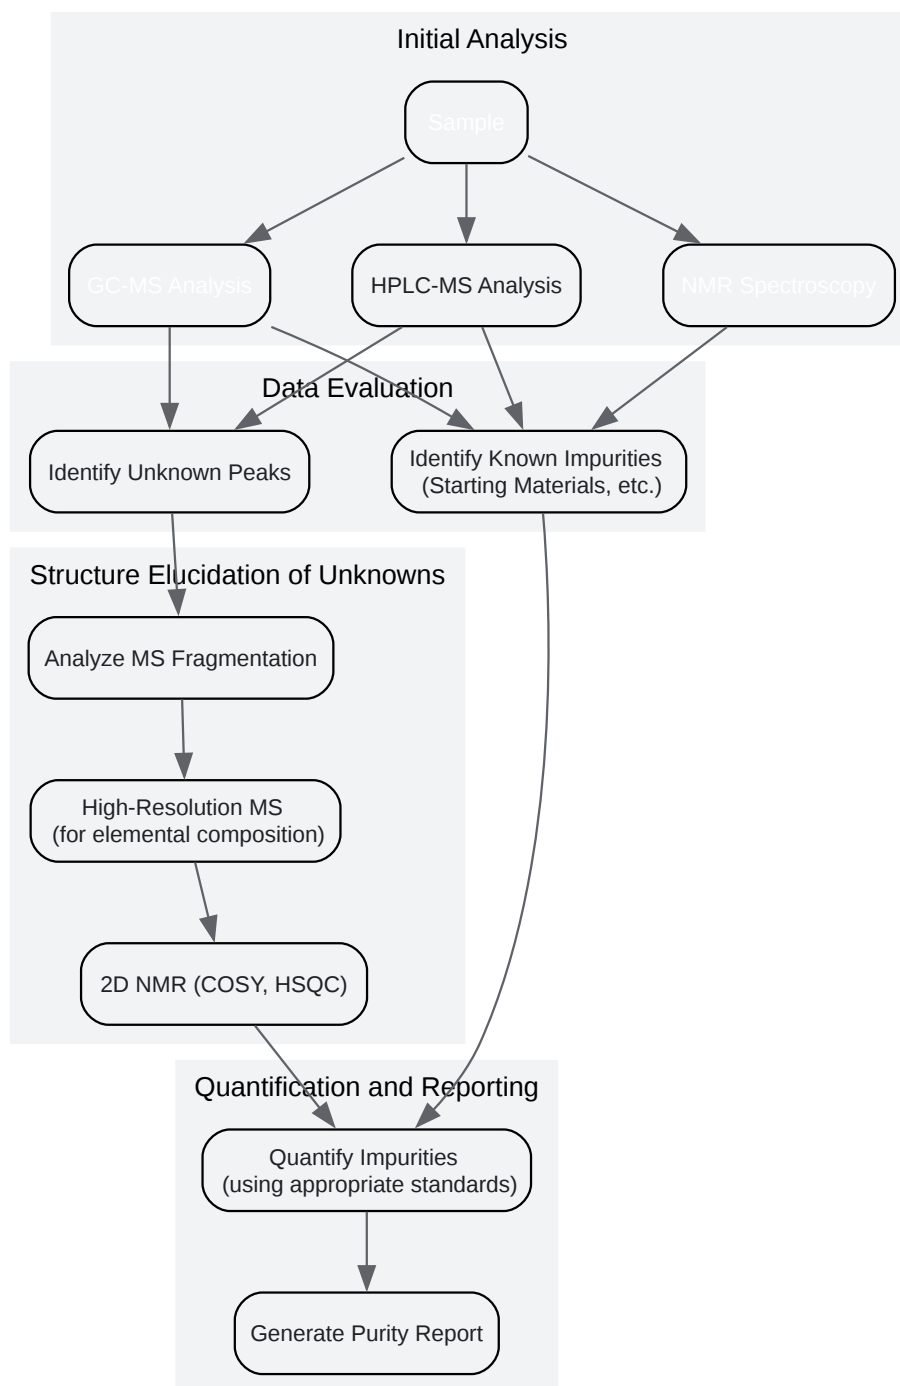 Initial Analysis
Sample
GC-MS Analysis
HPLC-MS Analysis
NMR Spectroscopy
Data Evaluation
Identify Unknown Peaks
Identify Known Impurities
(Starting Materials, etc.)
Structure Elucidation of Unknowns
Analyze MS Fragmentation
High-Resolution MS
(for elemental composition)
2D NMR (COSY, HSQC)
Quantification and Reporting
Quantify Impurities
(using appropriate standards)
Generate Purity Report